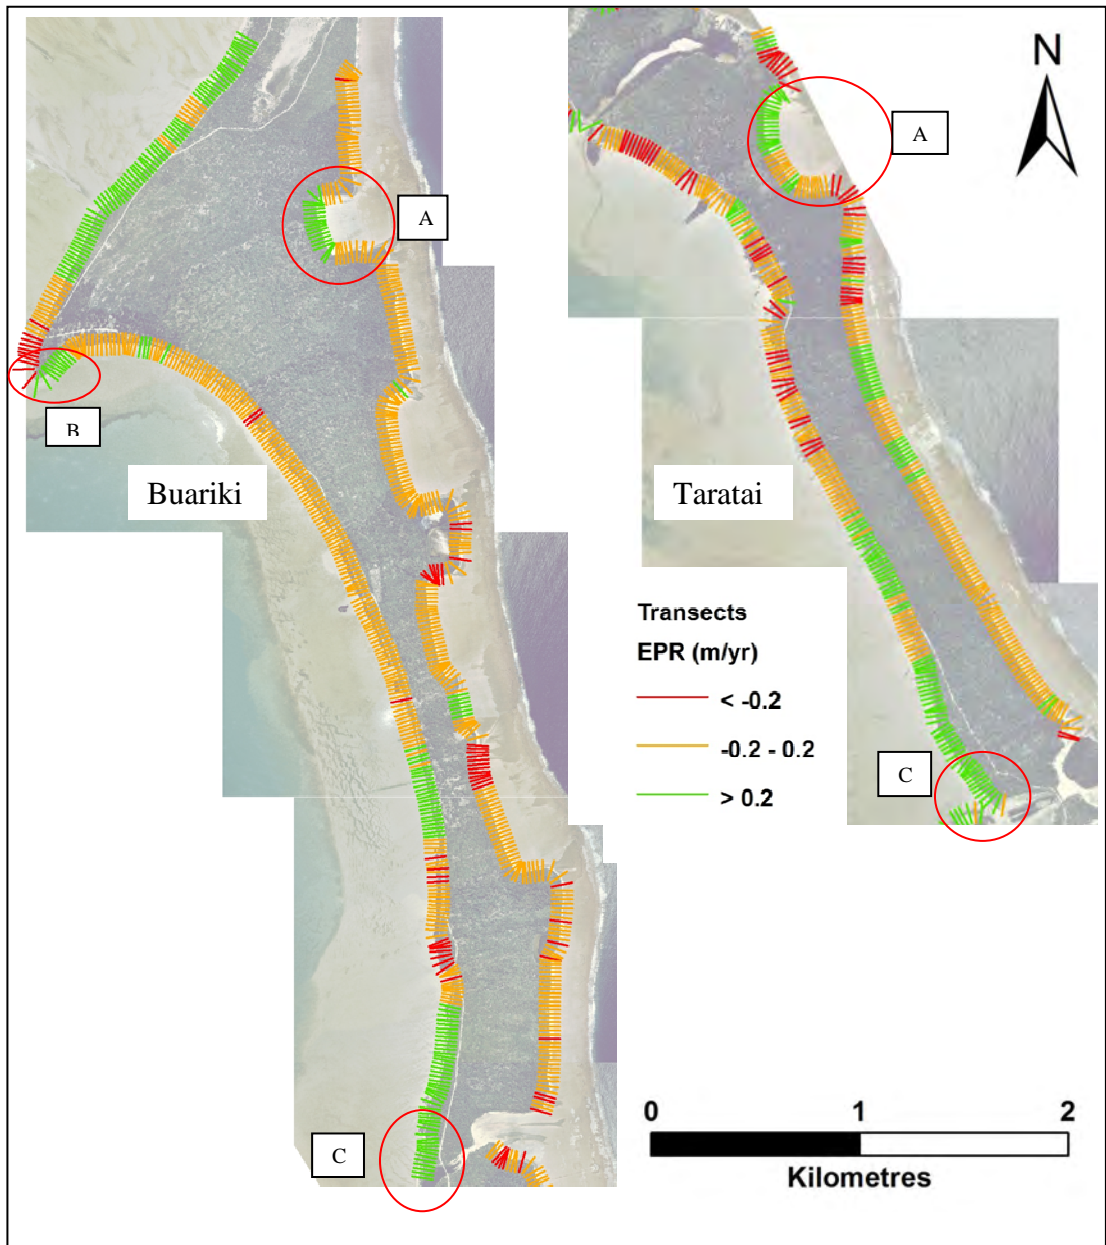 N
A
A
B
Buariki
Taratai
Transects
EPR (m/yr)
< -0.2
-0.2 - 0.2
> 0.2
C
C
0 1 2
Kilometres